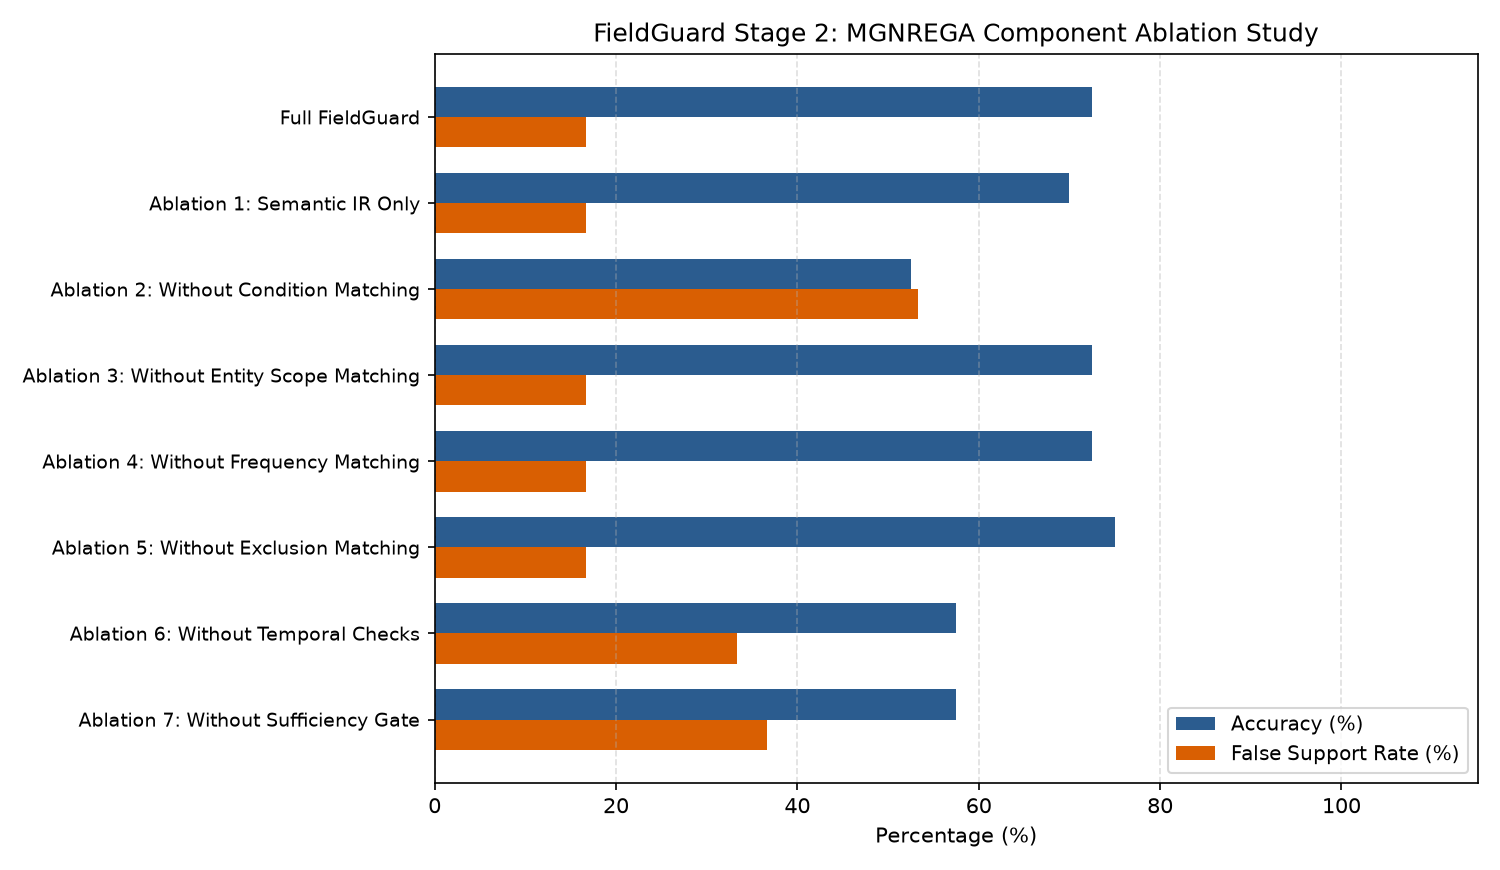 FieldGuard Stage 2: MGNREGA Component Ablation Study
Full FieldGuard
Ablation 1: Semantic IR Only
Ablation 2: Without Condition Matching
Ablation 3: Without Entity Scope Matching
Ablation 4: Without Frequency Matching
Ablation 5: Without Exclusion Matching
Ablation 6: Without Temporal Checks
Ablation 7: Without Sufficiency Gate
Accuracy (%)
False Support Rate (%)
0 20 40 60 80 100
Percentage (%)